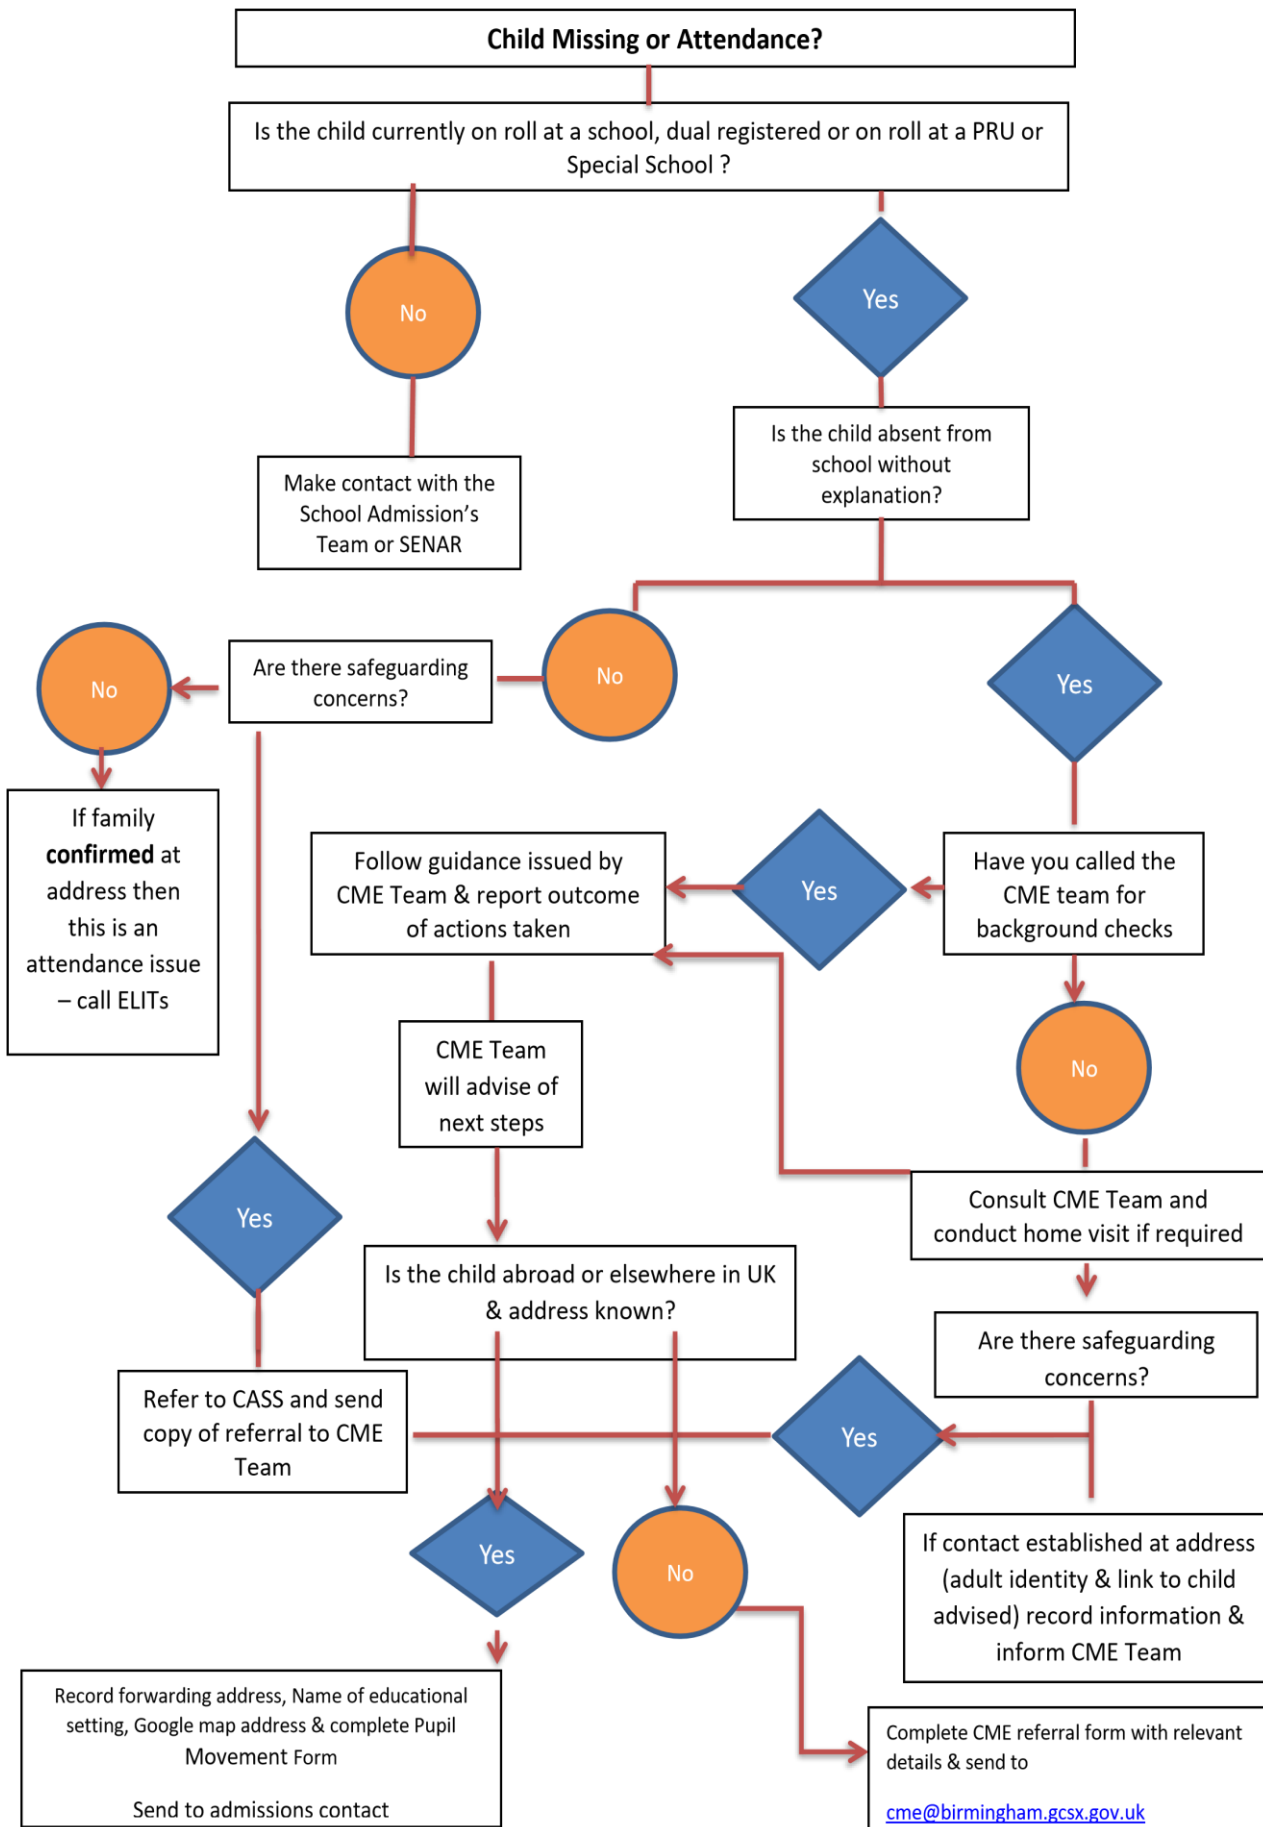 Child Missing or Attendance?
Is the child currently on roll at a school, dual registered or on roll at a PRU or
Special School ?
No
Yes
Make contact with the
School Admission's
Team or SENAR
Is the child absent from
school without
explanation?
No
Are there safeguarding
concerns?
No
Yes
If family
confirmed at
address then
this is an
attendance issue
– call ELITs
Follow guidance issued by
CME Team & report outcome
of actions taken
Yes
Have you called the
CME team for
background checks
CME Team
will advise of
next steps
No
Yes
Consult CME Team and
conduct home visit if required
Is the child abroad or elsewhere in UK
& address known?
Are there safeguarding
concerns?
Refer to CASS and send
copy of referral to CME
Team
Yes
Yes
No
If contact established at address
(adult identity & link to child
advised) record information &
inform CME Team
Record forwarding address, Name of educational
setting, Google map address & complete Pupil
Movement Form
Send to admissions contact
Complete CME referral form with relevant
details & send to
cme@birmingham.gcsx.gov.uk